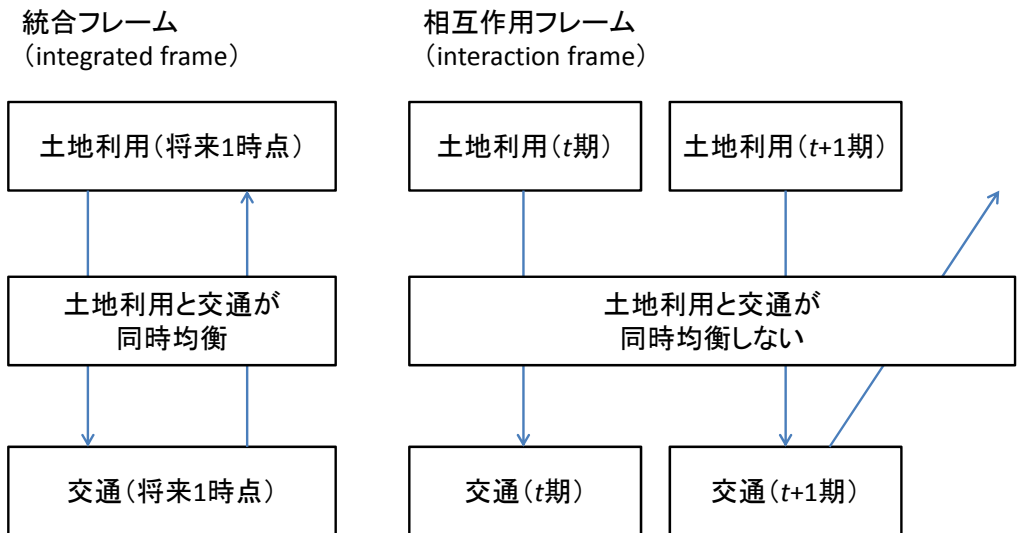 統合フレーム
（integrated frame）
相互作用フレーム
（interaction frame）
土地利用（将来1時点）
土地利用（t期）
土地利用（t+1期）
土地利用と交通が
同時均衡
土地利用と交通が
同時均衡しない
交通（将来1時点）
交通（t期）
交通（t+1期）